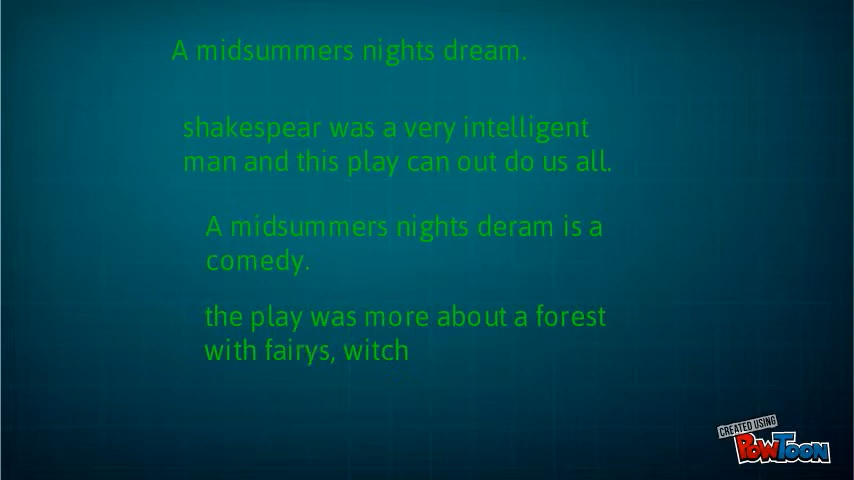 A midsummers nights dream.
shakespear was a very intelligent
man and this play can out do us all.
A midsummers nights deram is a
comedy.
the play was more about a forest
with fairys, witch
CREATED USING
POWTOON